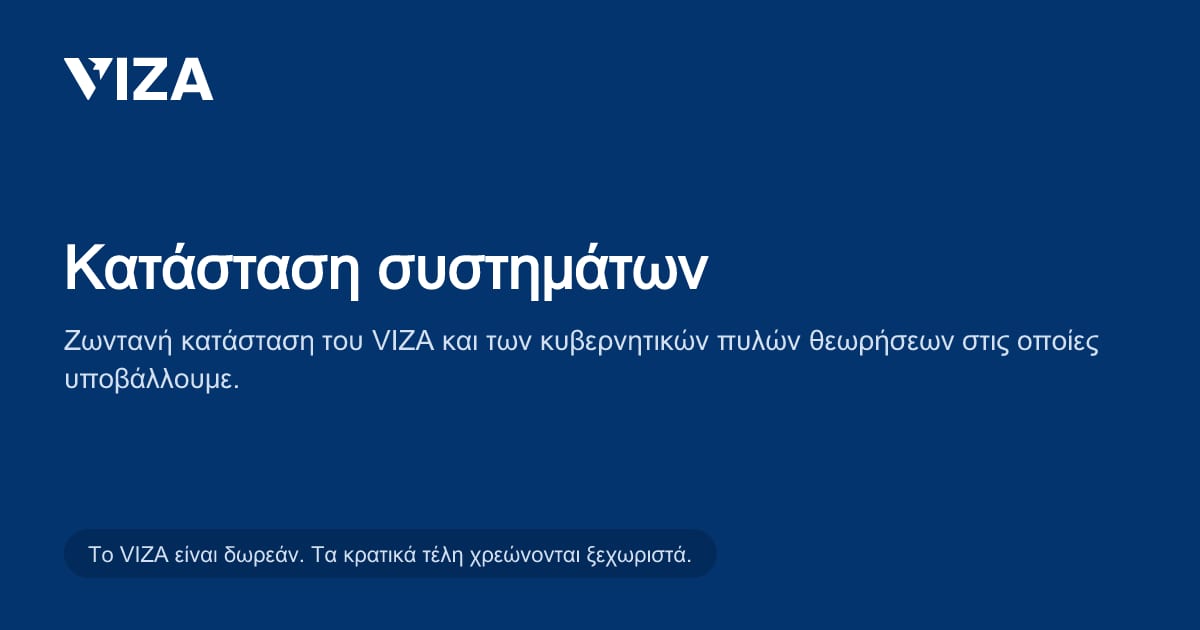 VIZA
Κατάσταση συστημάτων
Ζωντανή κατάσταση του VIZA και των κυβερνητικών πυλών θεωρήσεων στις οποίες
υποβάλλουμε.
Το VIZA είναι δωρεάν. Τα κρατικά τέλη χρεώνονται ξεχωριστά.